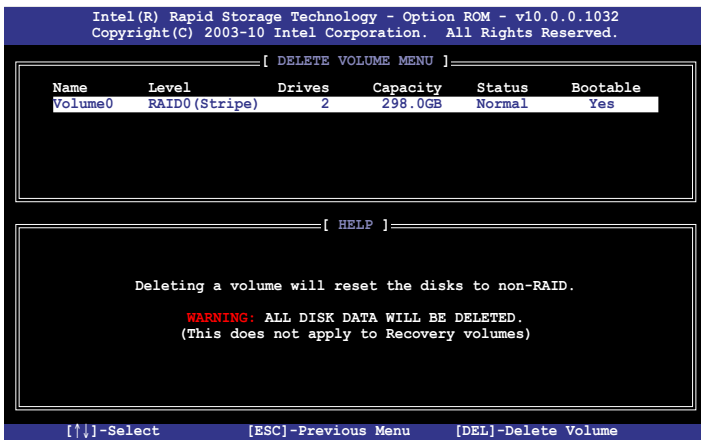 Intel(R) Rapid Storage Technology - Option ROM - v10.0.0.1032
Copyright(C) 2003-10 Intel Corporation. All Rights Reserved.
[ DELETE VOLUME MENU ]
Name Level Drives Capacity Status Bootable
Volume0 RAID0(Stripe) 2 298.0GB Normal Yes
[ HELP ]
Deleting a volume will reset the disks to non-RAID.
WARNING: ALL DISK DATA WILL BE DELETED.
(This does not apply to Recovery volumes)
[↑↓]-Select [ESC]-Previous Menu [DEL]-Delete Volume